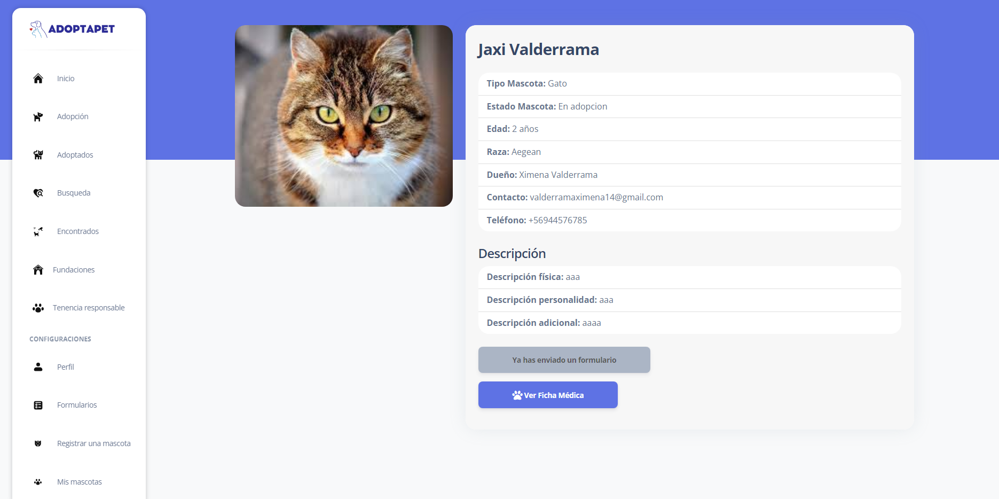 ADOPTAPET
Inicio
Adopción
Adoptados
Busqueda
Encontrados
Fundaciones
Tenencia responsable
CONFIGURACIONES
Perfil
Formularios
Registrar una mascota
Mis mascotas
Jaxi Valderrama
Tipo Mascota: Gato
Estado Mascota: En adopcion
Edad: 2 años
Raza: Aegean
Dueño: Ximena Valderrama
Contacto: valderramaximena14@gmail.com
Teléfono: +56944576785
Descripción
Descripción física: aaa
Descripción personalidad: aaa
Descripción adicional: aaaa
Ya has enviado un formulario
Ver Ficha Médica